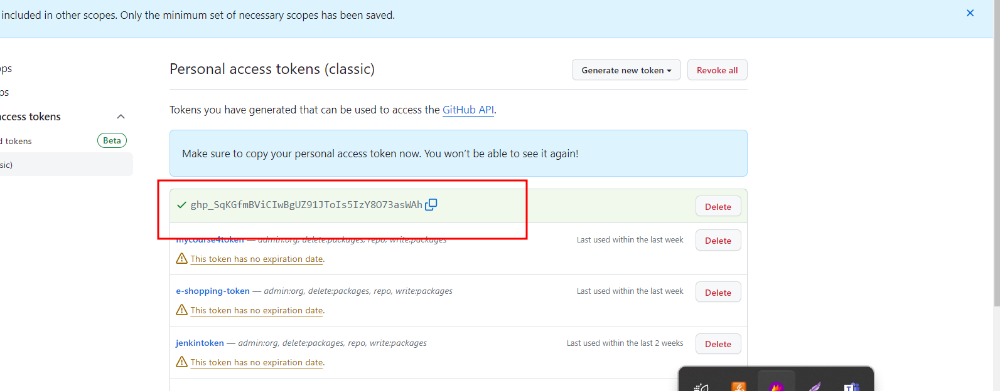 included in other scopes. Only the minimum set of necessary scopes has been saved.
Personal access tokens (classic)
Generate new token
Revoke all
access tokens
Beta
tokens
Tokens you have generated that can be used to access the GitHub API.
Make sure to copy your personal access token now. You won’t be able to see it again!
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
Delete
mycourse4token — admin:org, delete:packages, repo, write:packages
Last used within the last week
Delete
This token has no expiration date.
e-shopping-token — admin:org, delete:packages, repo, write:packages
Last used within the last week
Delete
This token has no expiration date.
jenkintoken — admin:org, delete:packages, repo, write:packages
Last used within the last 2 weeks
Delete
This token has no expiration date.